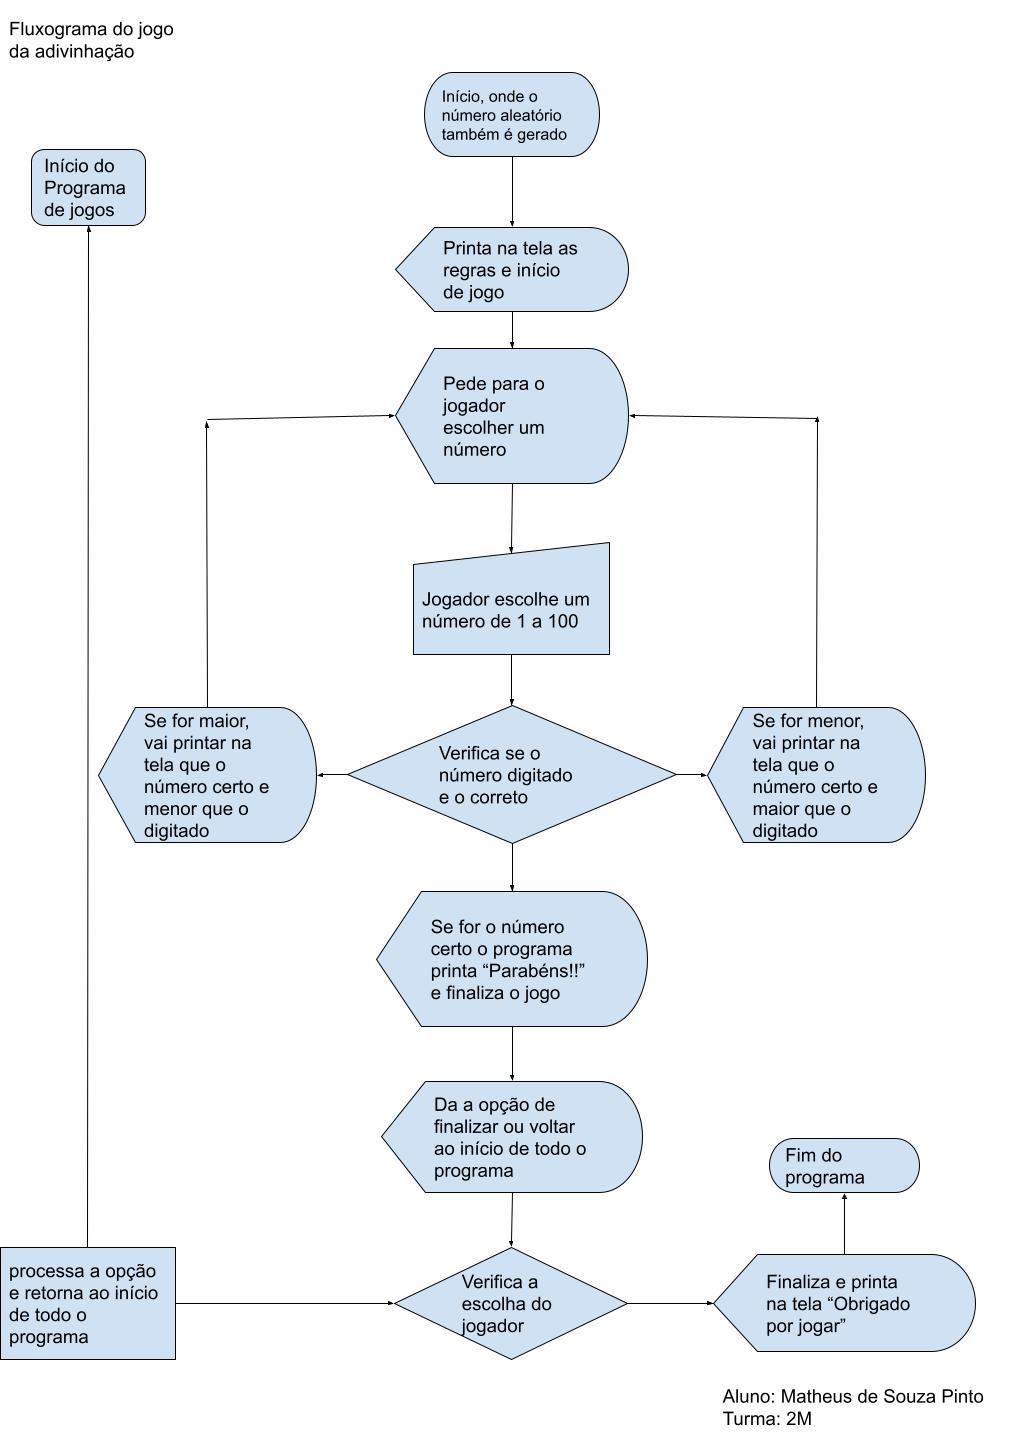 Fluxograma do jogo
da adivinhação
Início, onde o
número aleatório
também é gerado
Início do
Programa
de jogos
Printa na tela as
regras e início
de jogo
Pede para o
jogador
escolher um
número
Jogador escolhe um
número de 1 a 100
Se for maior,
vai printar na
tela que o
número certo e
menor que o
digitado
Verifica se o
número digitado
e o correto
Se for menor,
vai printar na
tela que o
número certo e
maior que o
digitado
Se for o número
certo o programa
printa “Parabéns!!”
e finaliza o jogo
Da a opção de
finalizar ou voltar
ao início de todo o
programa
Fim do
programa
processa a opção
e retorna ao início
de todo o
programa
Verifica a
escolha do
jogador
Finaliza e printa
na tela “Obrigado
por jogar”
Aluno: Matheus de Souza Pinto
Turma: 2M